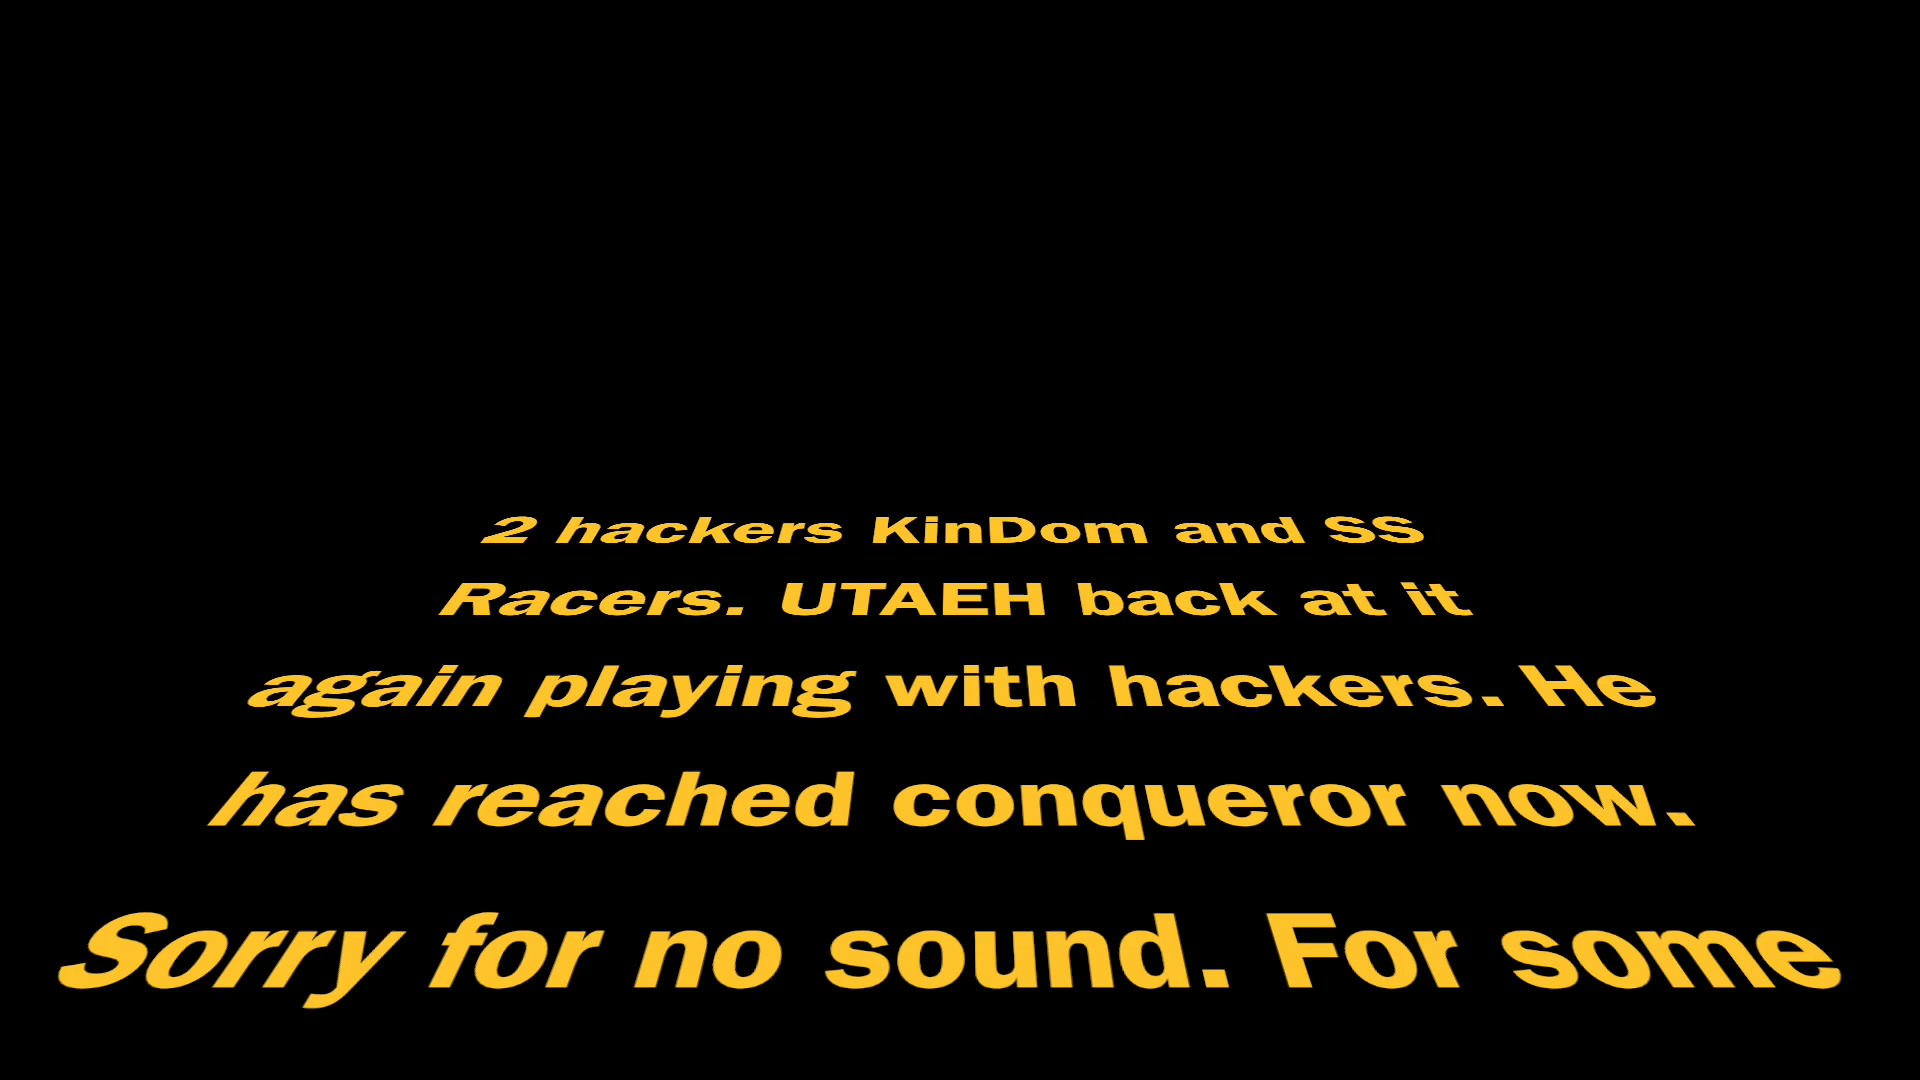 2 hackers KinDom and SS
Racers. UTAEH back at it
again playing with hackers. He
has reached conqueror now.
Sorry for no sound. For some